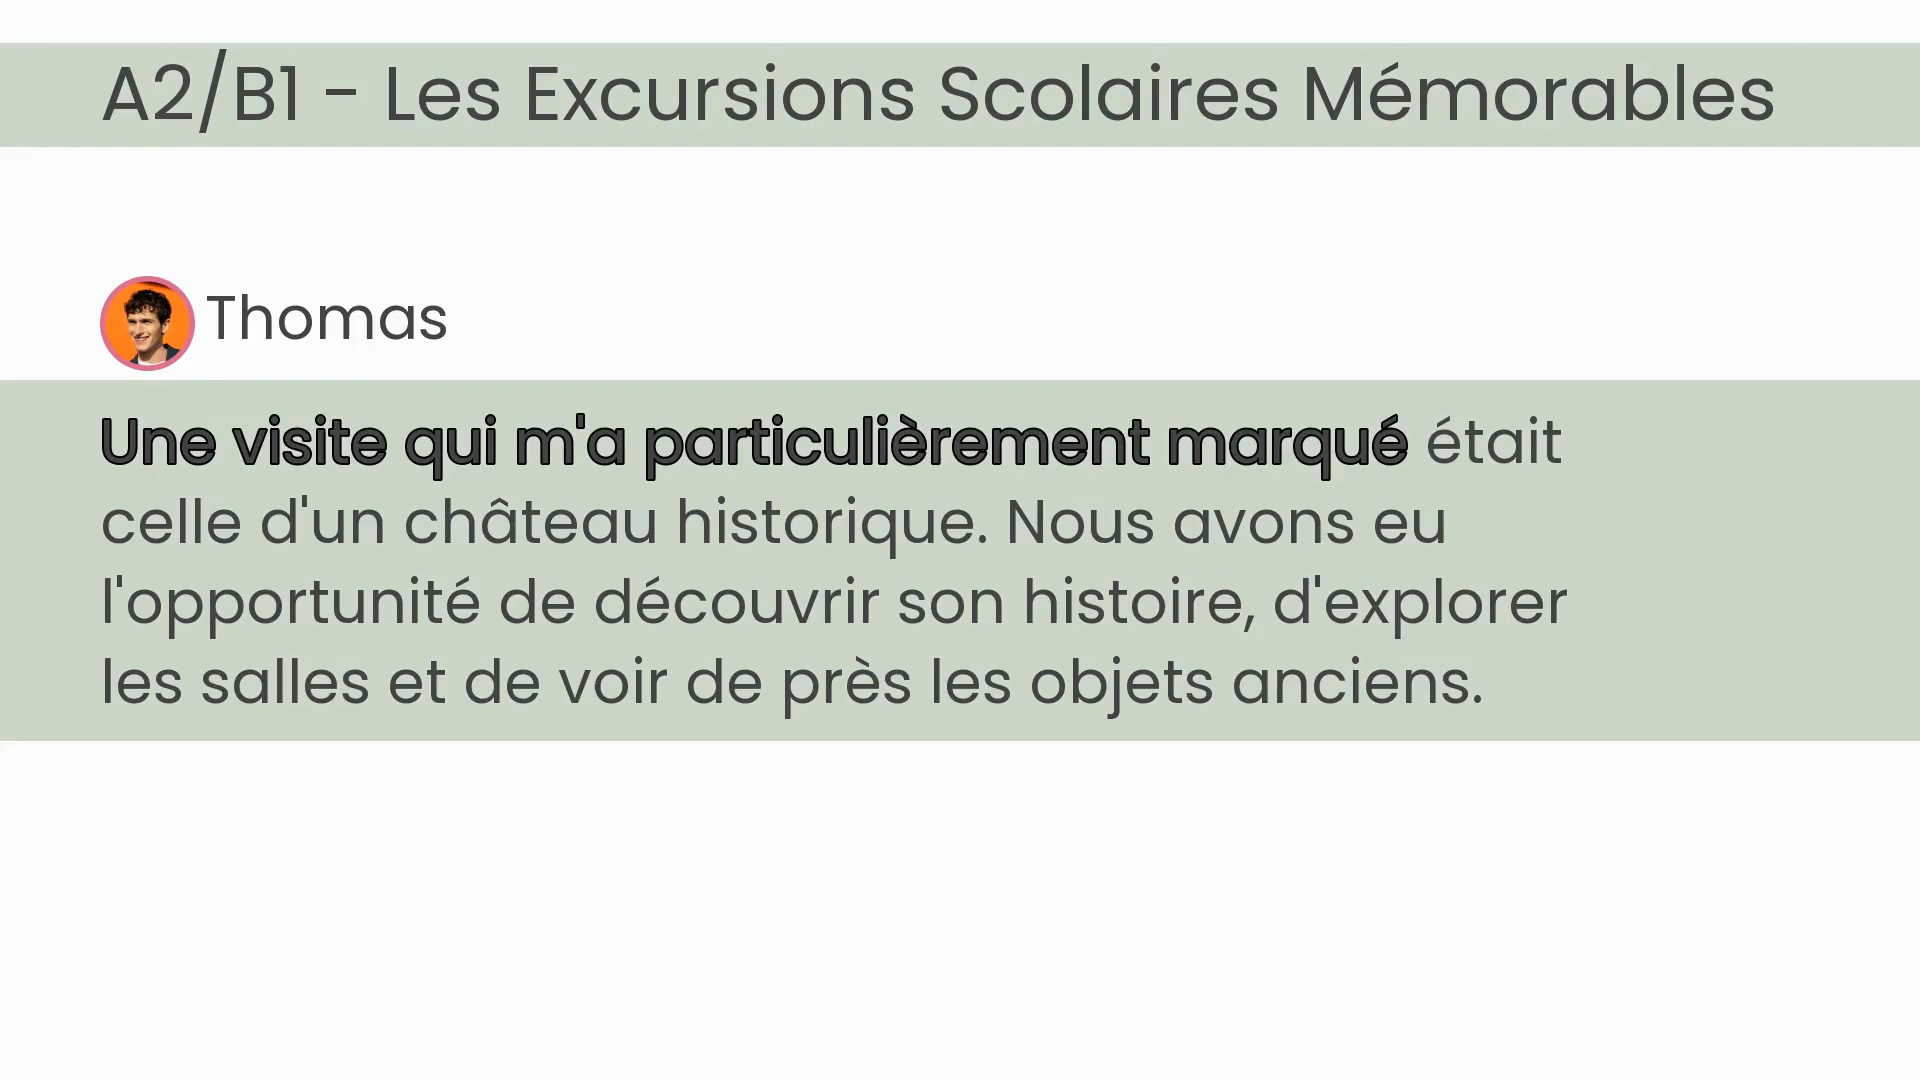 A2/B1 - Les Excursions Scolaires Mémorables
Thomas
Une visite qui m'a particulièrement marqué était
celle d'un château historique. Nous avons eu
l'opportunité de découvrir son histoire, d'explorer
les salles et de voir de près les objets anciens.